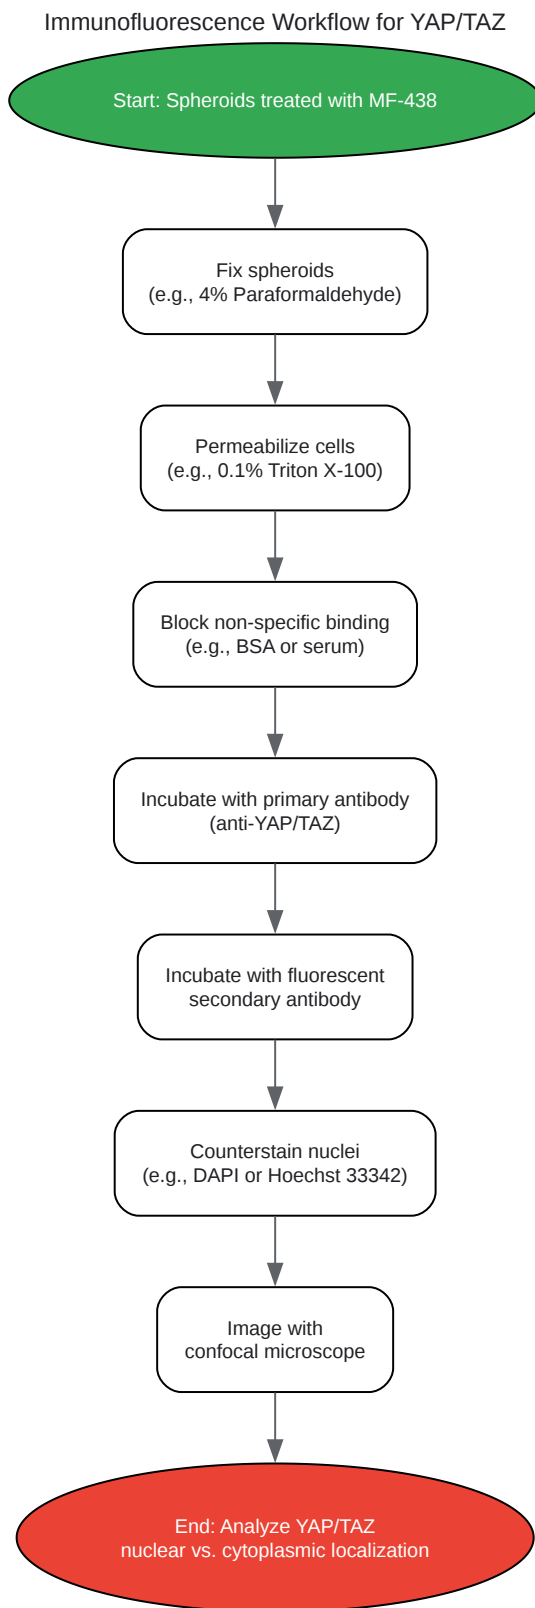 Immunofluorescence Workflow for YAP/TAZ
Start: Spheroids treated with MF-438
Fix spheroids
(e.g., 4% Paraformaldehyde)
Permeabilize cells
(e.g., 0.1% Triton X-100)
Block non-specific binding
(e.g., BSA or serum)
Incubate with primary antibody
(anti-YAP/TAZ)
Incubate with fluorescent
secondary antibody
Counterstain nuclei
(e.g., DAPI or Hoechst 33342)
Image with
confocal microscope
End: Analyze YAP/TAZ
nuclear vs. cytoplasmic localization